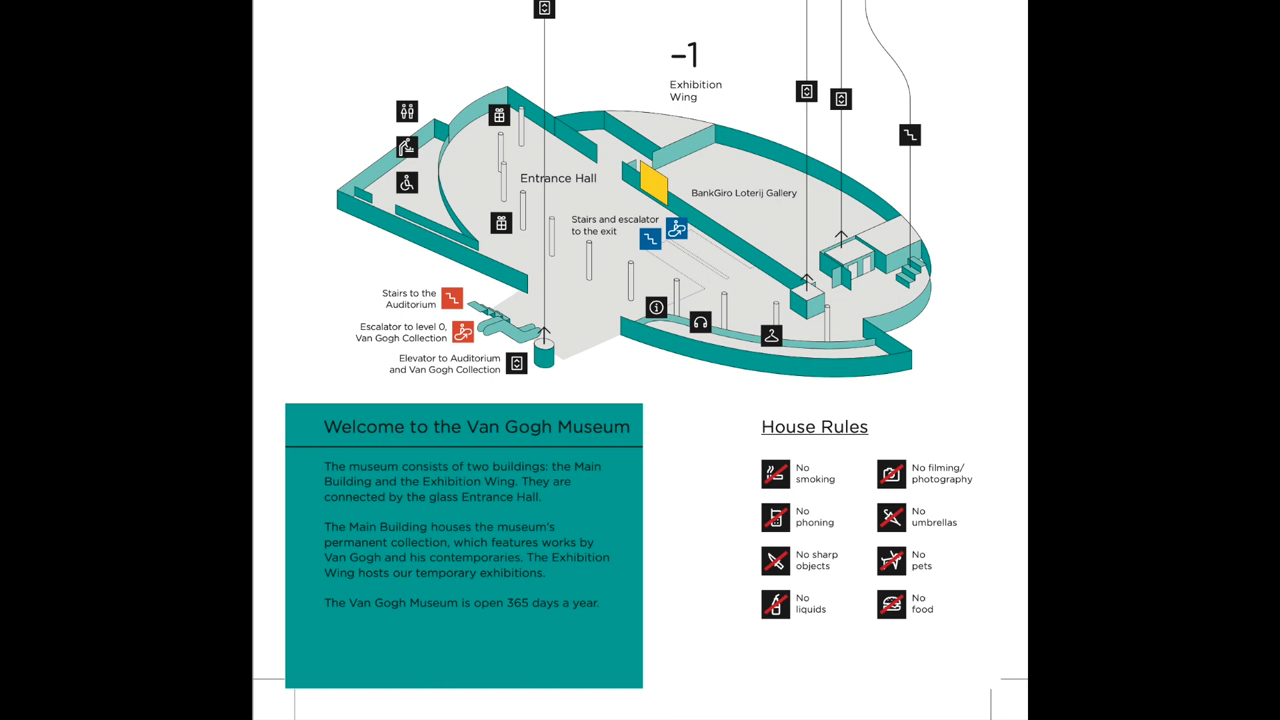 –1
Exhibition
Wing
Entrance Hall
BankGiro Loterij Gallery
Stairs and escalator
to the exit
Stairs to the
Auditorium
Escalator to level 0,
Van Gogh Collection
Elevator to Auditorium
and Van Gogh Collection
Welcome to the Van Gogh Museum
The museum consists of two buildings: the Main
Building and the Exhibition Wing. They are
connected by the glass Entrance Hall.
The Main Building houses the museum's
permanent collection, which features works by
Van Gogh and his contemporaries. The Exhibition
Wing hosts our temporary exhibitions.
The Van Gogh Museum is open 365 days a year.
House Rules
No
smoking
No filming/
photography
No
phoning
No
umbrellas
No sharp
objects
No
pets
No
liquids
No
food